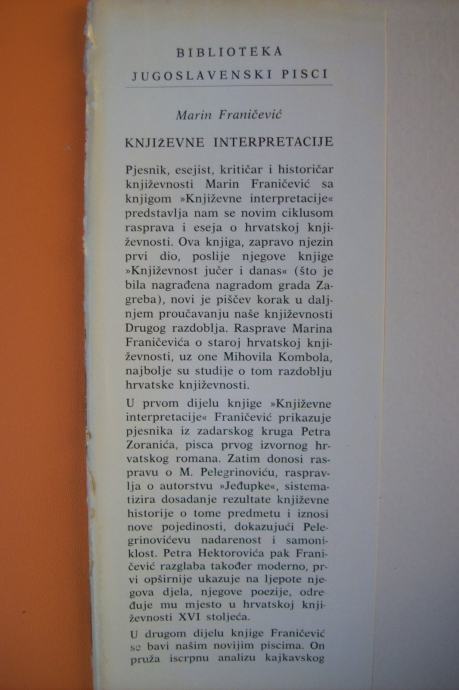 BIBLIOTEKA
JUGOSLAVENSKI PISCI
Marin Franičević
KNJIŽEVNE INTERPRETACIJE
Pjesnik, esejist, kritičar i historičar
književnosti Marin Franičević sa
knjigom »Književne interpretacije«
predstavlja nam se novim ciklusom
rasprava i eseja o hrvatskoj knji-
ževnosti. Ova knjiga, zapravo njezin
prvi dio, poslije njegove knjige
»Književnost jučer i danas« (što je
bila nagrađena nagradom grada Za-
greba), novi je piščev korak u dalj-
njem proučavanju naše književnosti
Drugog razdoblja. Rasprave Marina
Franičevića o staroj hrvatskoj knji-
ževnosti, uz one Mihovila Kombola,
najbolje su studije o tom razdoblju
hrvatske književnosti.
U prvom dijelu knjige »Književne
interpretacije« Franičević prikazuje
pjesnika iz zadarskog kruga Petra
Zoranića, pisca prvog izvornog hr-
vatskog romana. Zatim donosi ras-
pravu o M. Pelegrinoviću, rasprav-
lja o autorstvu »Jeđupke«, sistema-
tizira dosadanje rezultate književne
historije o tome predmetu i iznosi
nove pojedinosti, dokazujući Pele-
grinovićevu nadarenost i samoni-
klost. Petra Hektorovića pak Frani-
čević razglaba također moderno, pr-
vi opširnije ukazuje na ljepote nje-
gova djela, njegove poezije, odre-
đuje mu mjesto u hrvatskoj knji-
ževnosti XVI stoljeća.
U drugom dijelu knjige Franičević
se bavi našim novijim piscima. On
pruža iscrpnu analizu kajkavskog